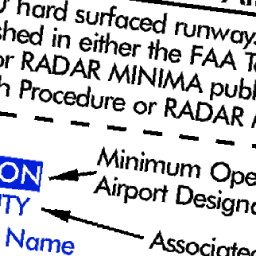 hard surfaced runway
shed in either the FAA T
or RADAR MINIMA publ
h Procedure or RADAR
ON
Minimum Ope
Airport Design
TY
Associate
Name